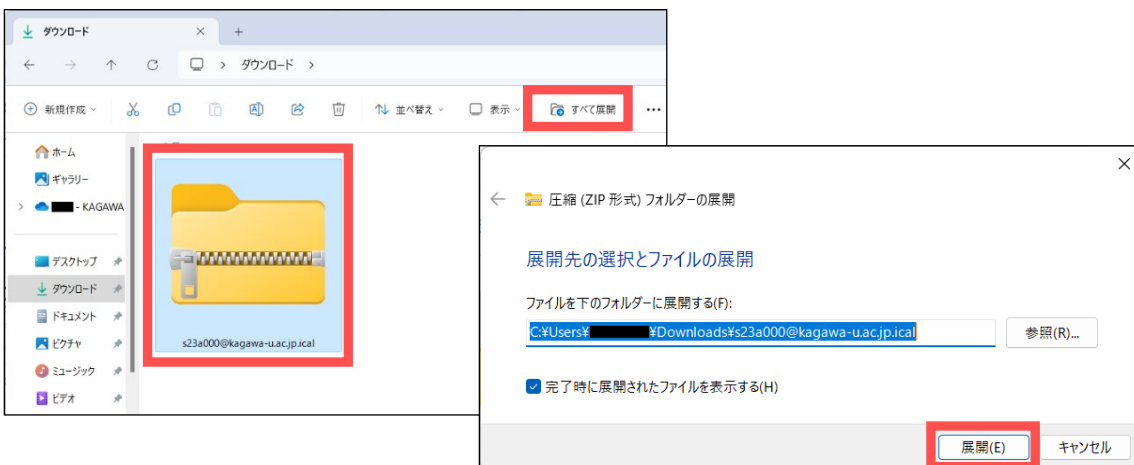 ダウンロード
ダウンロード
新規作成
並べ替え
表示
すべて展開
ホーム
ギャラリー
- KAGAWA
デスクトップ
ダウンロード
ドキュメント
ピクチャ
ミュージック
ビデオ
s23a000@kagawa-u.ac.jp.ical
圧縮 (ZIP 形式) フォルダーの展開
展開先の選択とファイルの展開
ファイルを下のフォルダーに展開する(F):
C:¥Users¥ ¥Downloads¥s23a000@kagawa-u.ac.jp.ical
参照(R)...
完了時に展開されたファイルを表示する(H)
展開(E)
キャンセル